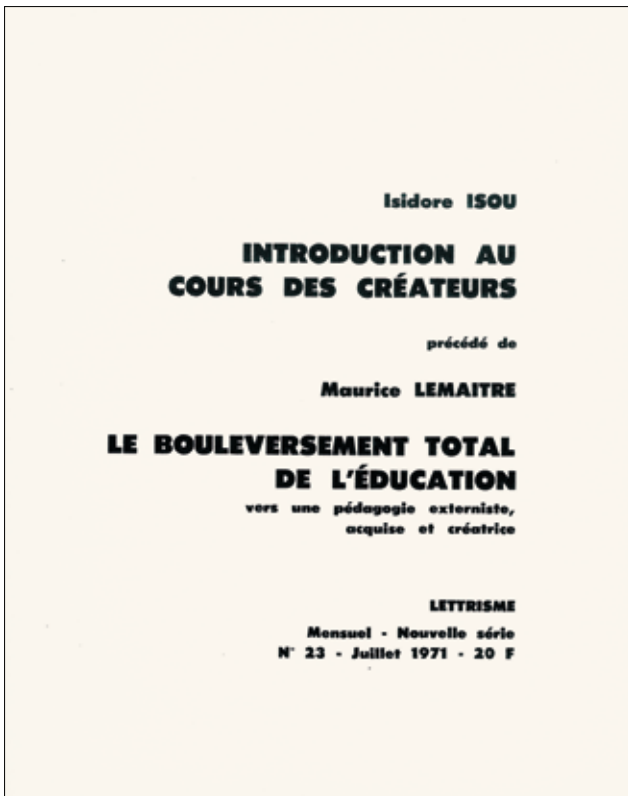 Isidore ISOU
INTRODUCTION AU
COURS DES CRÉATEURS
précédé de
Maurice LEMAITRE
LE BOULEVERSEMENT TOTAL
DE L'ÉDUCATION
vers une pédagogie externiste,
acquise et créatrice
LETTRISME
Mensuel - Nouvelle série
N° 23 - Juillet 1971 - 20 F